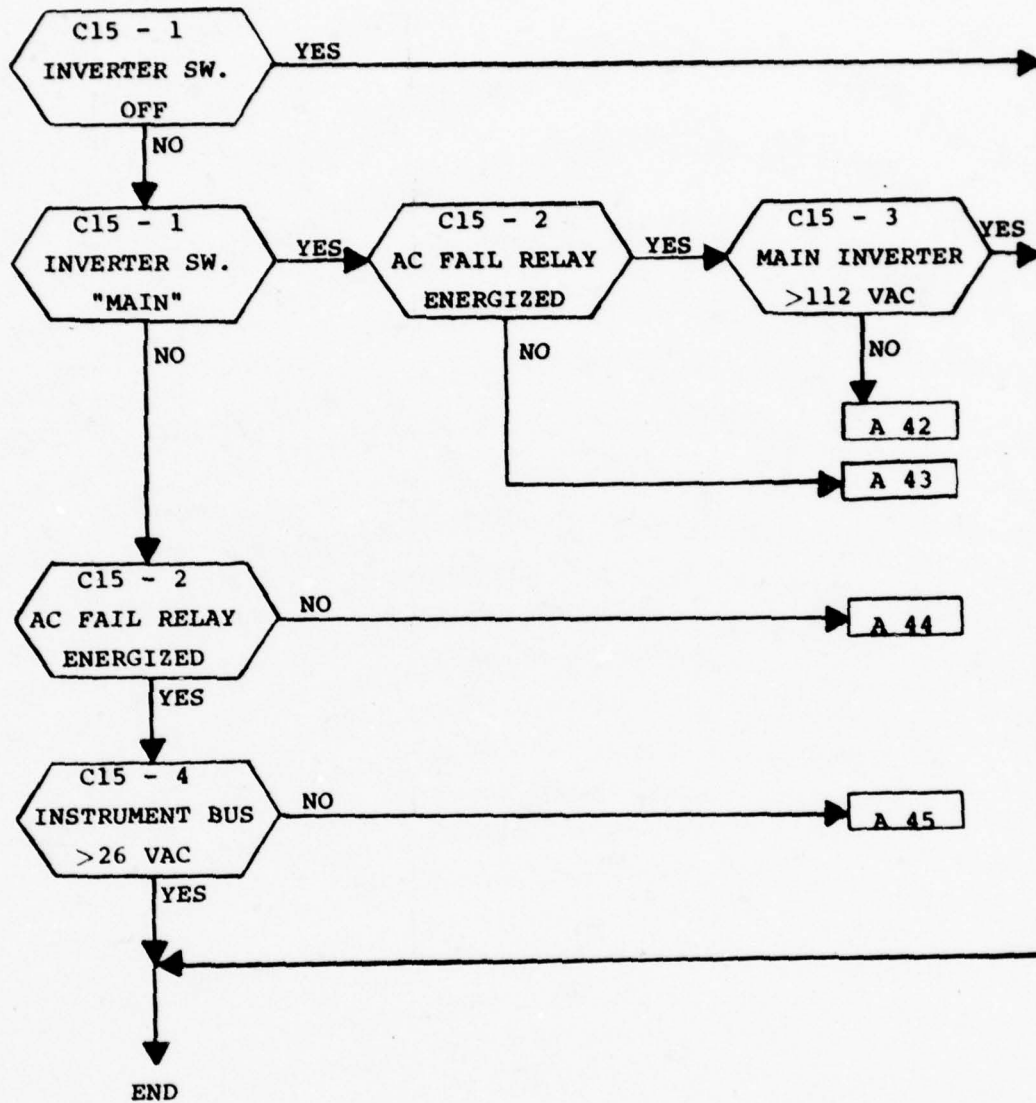 C15 - 1
INVERTER SW.
OFF
YES
NO
C15 - 1
INVERTER SW.
"MAIN"
YES
C15 - 2
AC FAIL RELAY
ENERGIZED
YES
C15 - 3
MAIN INVERTER
>112 VAC
YES
NO
NO
NO
A 42
A 43
C15 - 2
AC FAIL RELAY
ENERGIZED
NO
A 44
YES
C15 - 4
INSTRUMENT BUS
>26 VAC
NO
A 45
YES
END